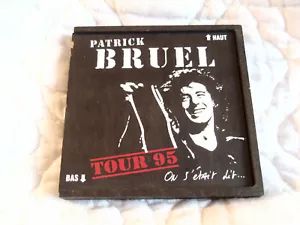 PATRICK
⇧ HAUT
BRUEL
TOUR 95
BAS ⇩
On s'était dit...